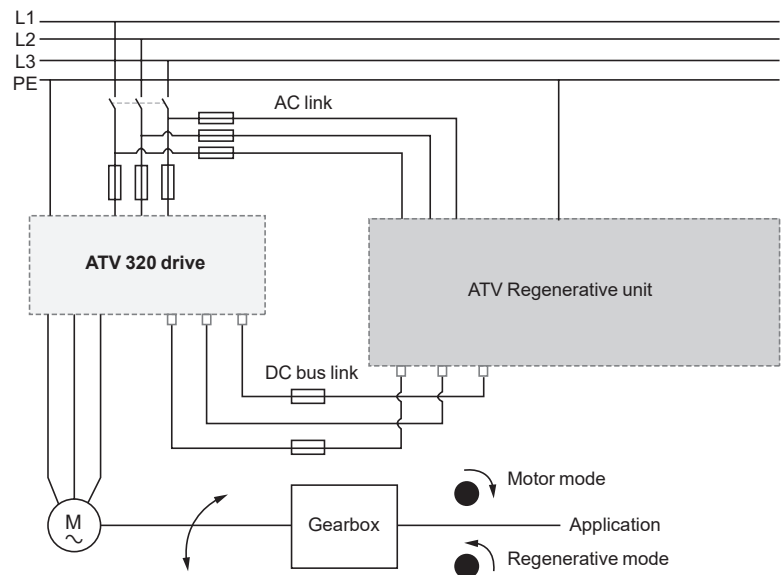 L1
L2
L3
PE
AC link
ATV 320 drive
ATV Regenerative unit
DC bus link
Motor mode
M
Gearbox
Application
Regenerative mode